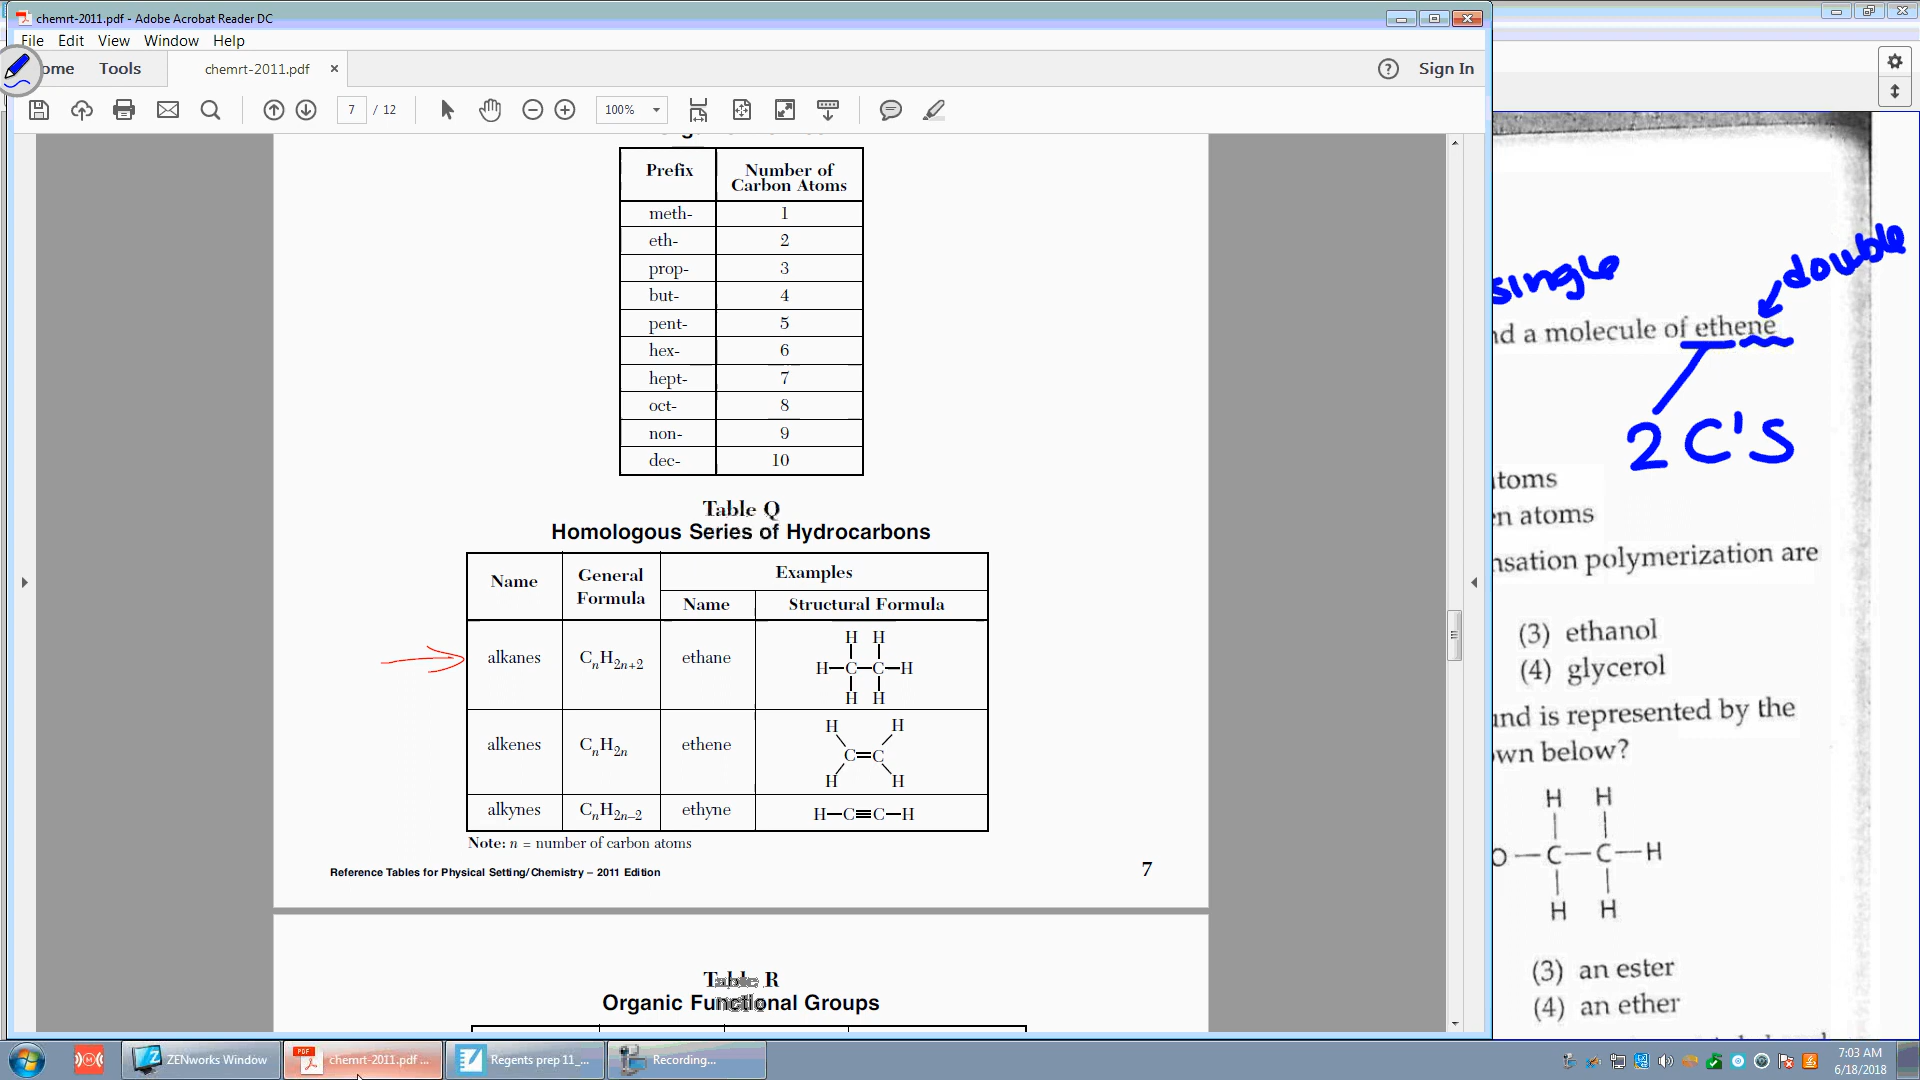 chemrt-2011.pdf - Adobe Acrobat Reader DC
File Edit View Window Help
ome Tools chemrt-2011.pdf × Sign In
7 / 12 100%
Prefix Number of Carbon Atoms
meth- 1
eth- 2
prop- 3
but- 4
pent- 5
hex- 6
hept- 7
oct- 8
non- 9
dec- 10
Table Q
Homologous Series of Hydrocarbons
Name General Formula Examples
Name Structural Formula
alkanes CnH2n+2 ethane
H H
H—C—C—H
H H
alkenes CnH2n ethene
H H
C=C
H H
alkynes CnH2n–2 ethyne H—C≡C—H
Note: n = number of carbon atoms
Reference Tables for Physical Setting/Chemistry – 2011 Edition 7
Table R
Organic Functional Groups
single double
nd a molecule of ethene
2 C's
toms
en atoms
nsation polymerization are
(3) ethanol
(4) glycerol
und is represented by the
own below?
H H
O—C—C—H
H H
(3) an ester
(4) an ether
ZENworks Window PDF chemrt-2011.pdf ... Regents prep 11_... Recording... 7:03 AM
6/18/2018